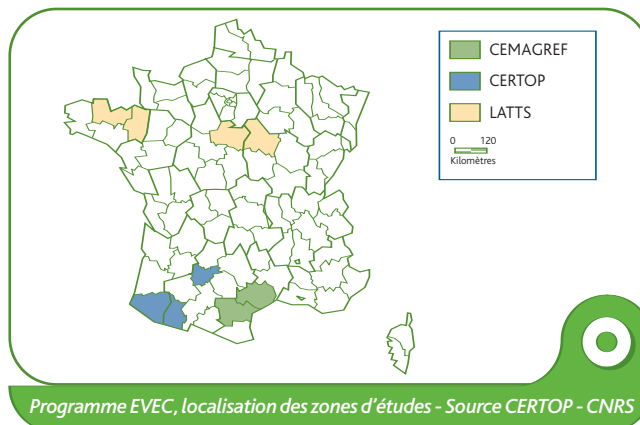 CEMAGREF
CERTOP
LATTS
0 120
Kilomètres
Programme EVEC, localisation des zones d'études - Source CERTOP - CNRS